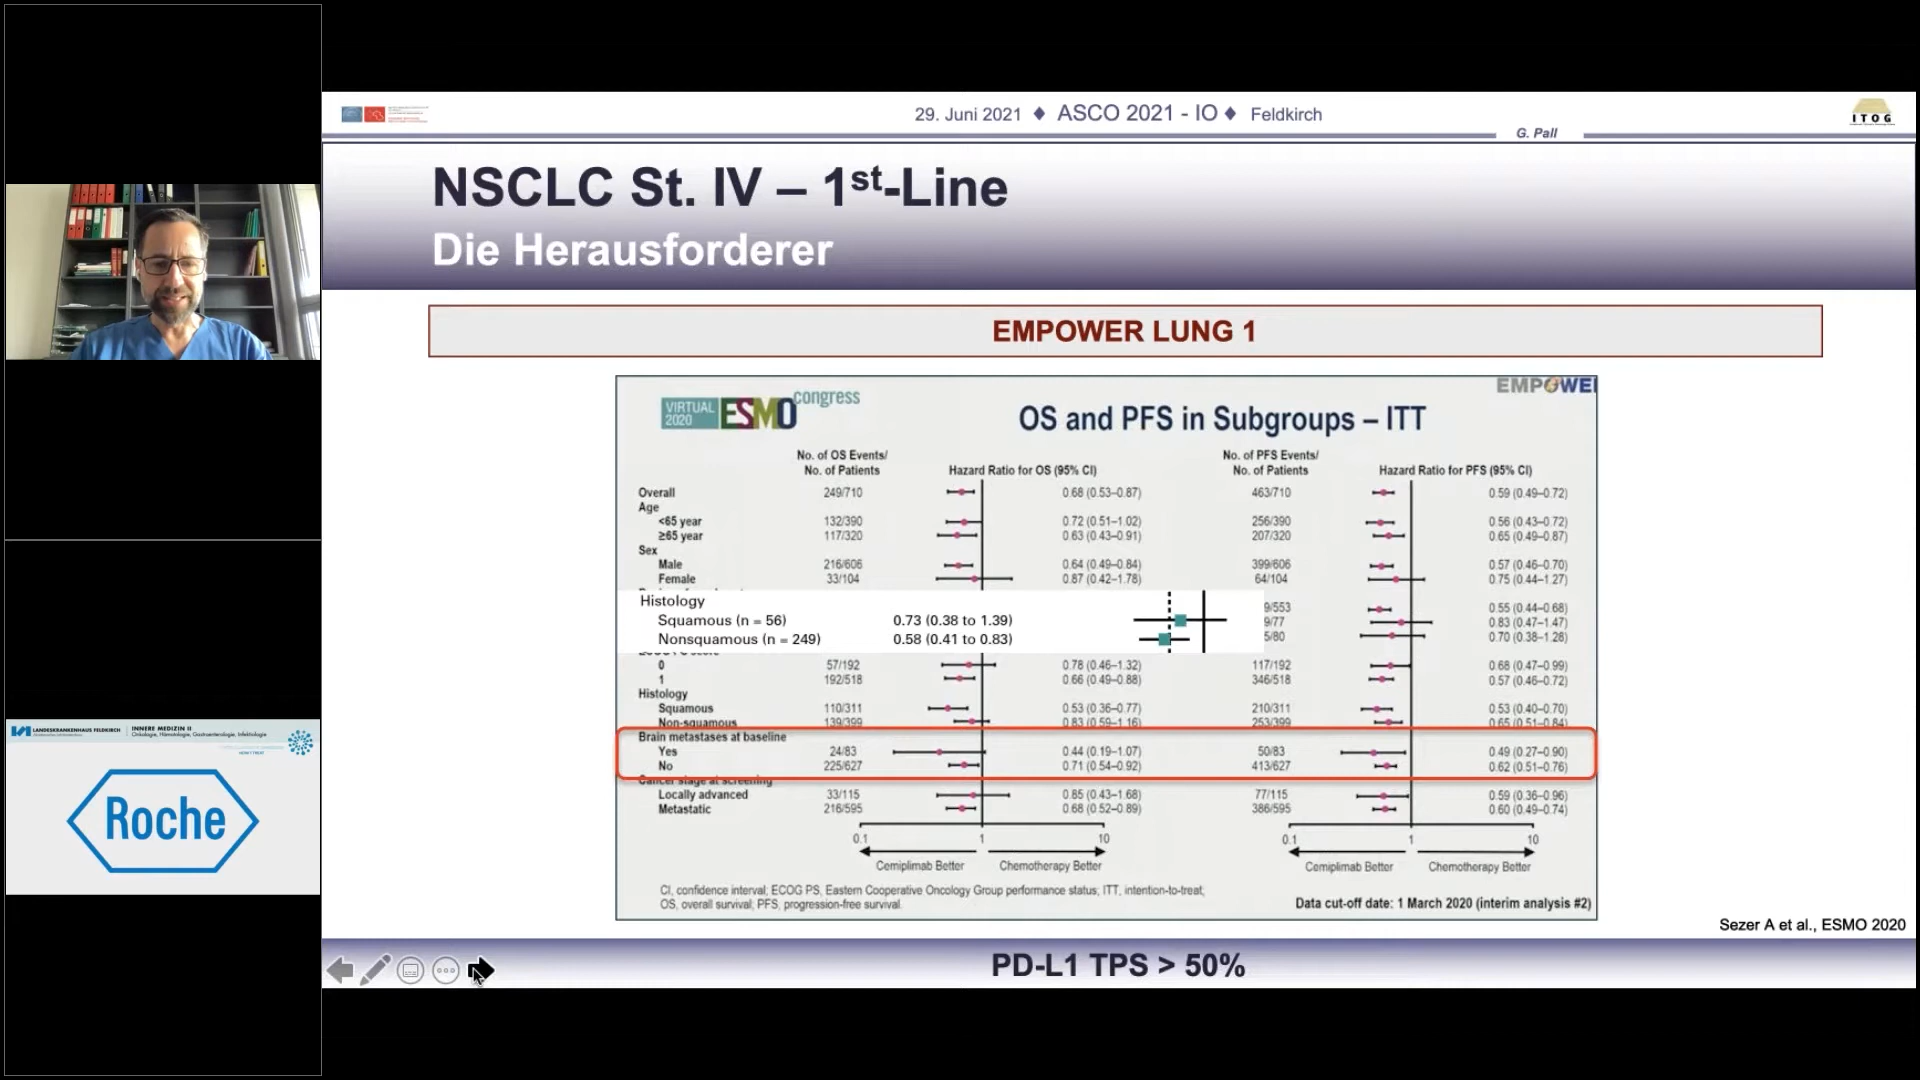 29. Juni 2021 ♦ ASCO 2021 - IO ♦ Feldkirch
G. Pall
ITOG
NSCLC St. IV – 1st-Line
Die Herausforderer
EMPOWER LUNG 1
EMPOWE
VIRTUAL 2020 ESMO congress
OS and PFS in Subgroups – ITT
No. of OS Events/ No. of PFS Events/
No. of Patients Hazard Ratio for OS (95% CI) No. of Patients Hazard Ratio for PFS (95% CI)
Overall 249/710 0.68 (0.53–0.87) 463/710 0.59 (0.49–0.72)
Age
<65 year 132/390 0.72 (0.51–1.02) 256/390 0.56 (0.43–0.72)
≥65 year 117/320 0.63 (0.43–0.91) 207/320 0.65 (0.49–0.87)
Sex
Male 216/606 0.64 (0.49–0.84) 399/606 0.57 (0.46–0.70)
Female 33/104 0.87 (0.42–1.78) 64/104 0.75 (0.44–1.27)
Histology
9/553 0.55 (0.44–0.68)
Squamous (n = 56) 0.73 (0.38 to 1.39) 9/77 0.83 (0.47–1.47)
Nonsquamous (n = 249) 0.58 (0.41 to 0.83) 5/80 0.70 (0.38–1.28)
0 57/192 0.78 (0.46–1.32) 117/192 0.68 (0.47–0.99)
1 192/518 0.66 (0.49–0.88) 346/518 0.57 (0.46–0.72)
Histology
Squamous 110/311 0.53 (0.36–0.77) 210/311 0.53 (0.40–0.70)
Non-squamous 139/399 0.83 (0.59–1.16) 253/399 0.65 (0.51–0.84)
Brain metastases at baseline
Yes 24/83 0.44 (0.19–1.07) 50/83 0.49 (0.27–0.90)
No 225/627 0.71 (0.54–0.92) 413/627 0.62 (0.51–0.76)
Cancer stage at screening
Locally advanced 33/115 0.85 (0.43–1.68) 77/115 0.59 (0.36–0.96)
Metastatic 216/595 0.68 (0.52–0.89) 386/595 0.60 (0.49–0.74)
0.1 1 10 0.1 1 10
Cemiplimab Better Chemotherapy Better Cemiplimab Better Chemotherapy Better
CI, confidence interval; ECOG PS, Eastern Cooperative Oncology Group performance status; ITT, intention-to-treat;
OS, overall survival; PFS, progression-free survival.
Data cut-off date: 1 March 2020 (interim analysis #2)
Sezer A et al., ESMO 2020
PD-L1 TPS > 50%
LANDESKRANKENHAUS FELDKIRCH INNERE MEDIZIN II
Onkologie, Hämatologie, Gastroenterologie, Infektiologie
Roche